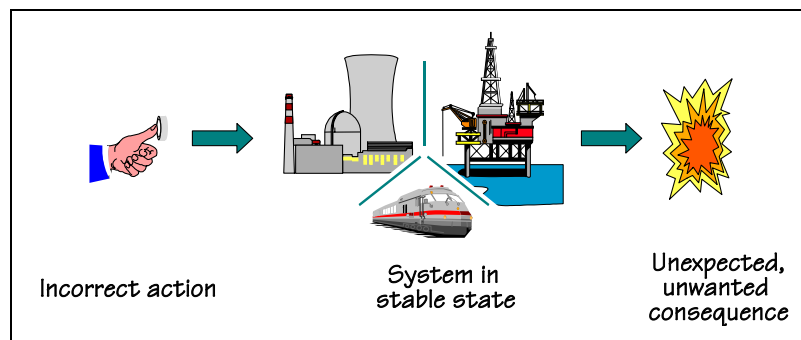 Incorrect action
System in
stable state
Unexpected,
unwanted
consequence